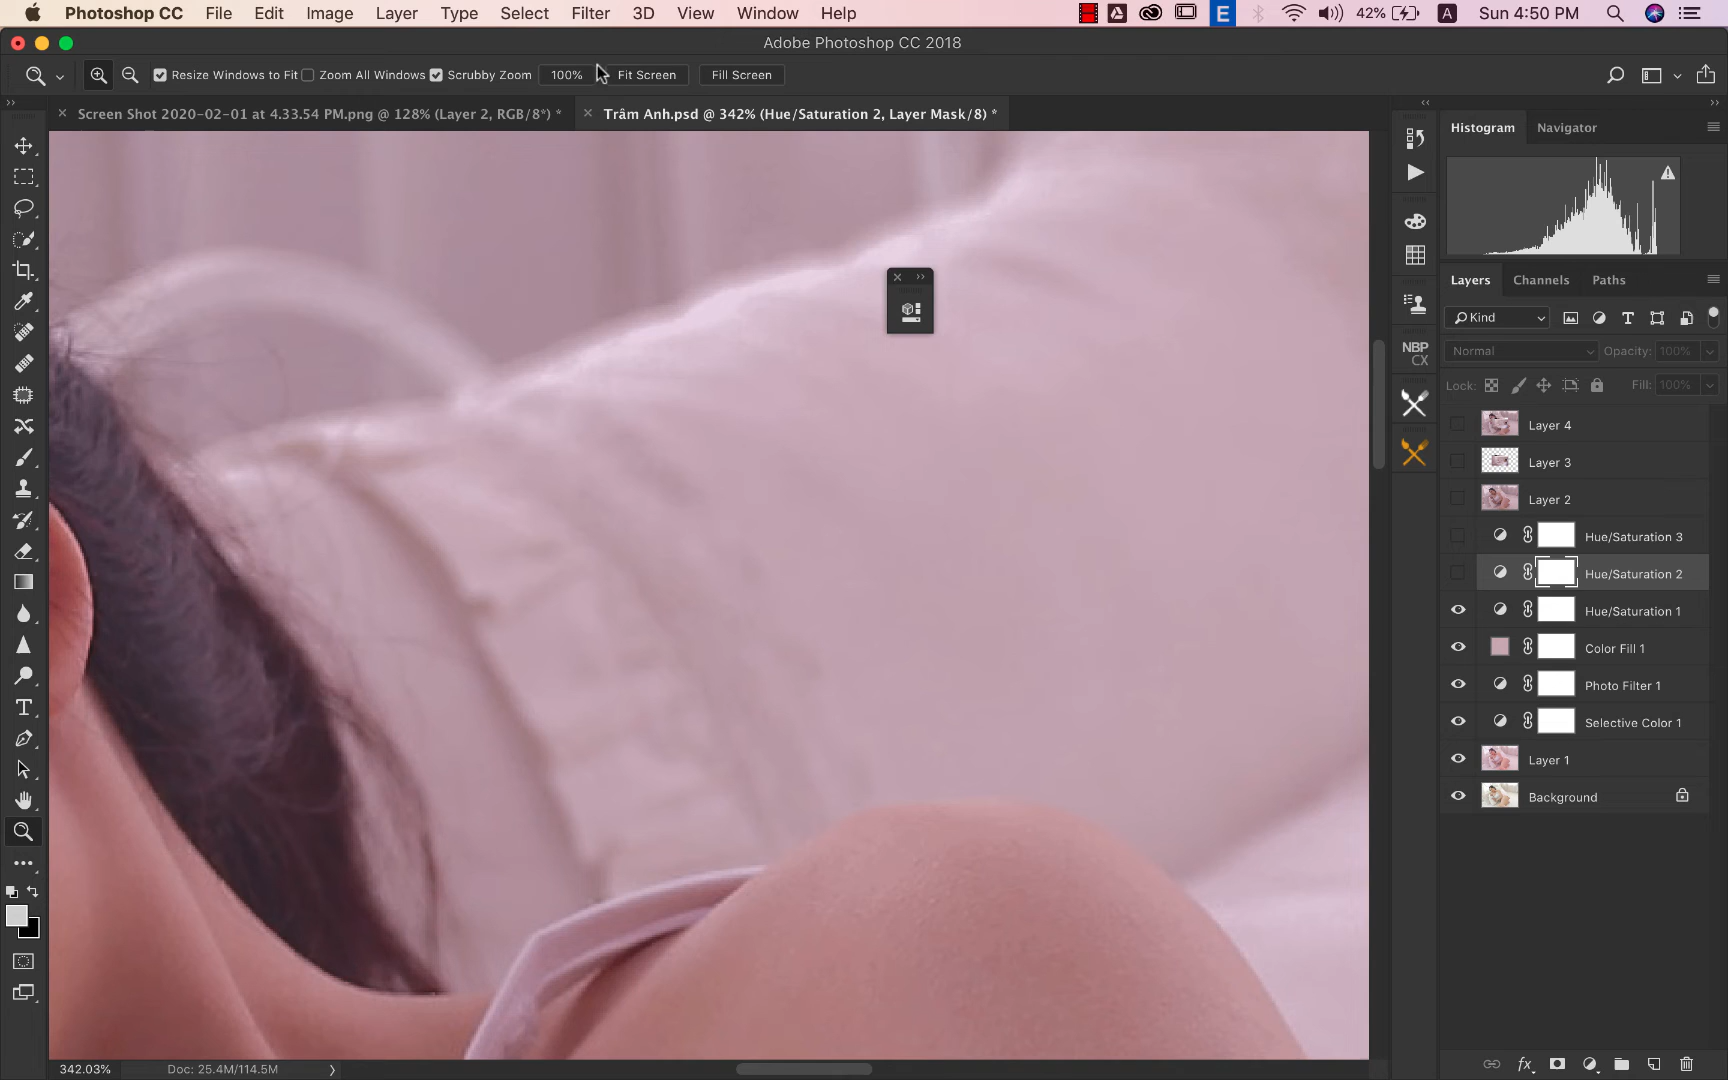 Photoshop CC File Edit Image Layer Type Select Filter 3D View Window Help E 42% A Sun 4:50 PM
Adobe Photoshop CC 2018
Resize Windows to Fit Zoom All Windows Scrubby Zoom 100% Fit Screen Fill Screen
Screen Shot 2020-02-01 at 4.33.54 PM.png @ 128% (Layer 2, RGB/8*) * Trâm Anh.psd @ 342% (Hue/Saturation 2, Layer Mask/8) *
Histogram Navigator
Layers Channels Paths
Kind
Normal Opacity: 100%
NBP
CX
Lock: Fill: 100%
Layer 4
Layer 3
Layer 2
Hue/Saturation 3
Hue/Saturation 2
Hue/Saturation 1
Color Fill 1
Photo Filter 1
Selective Color 1
Layer 1
Background
342.03% Doc: 25.4M/114.5M
fx